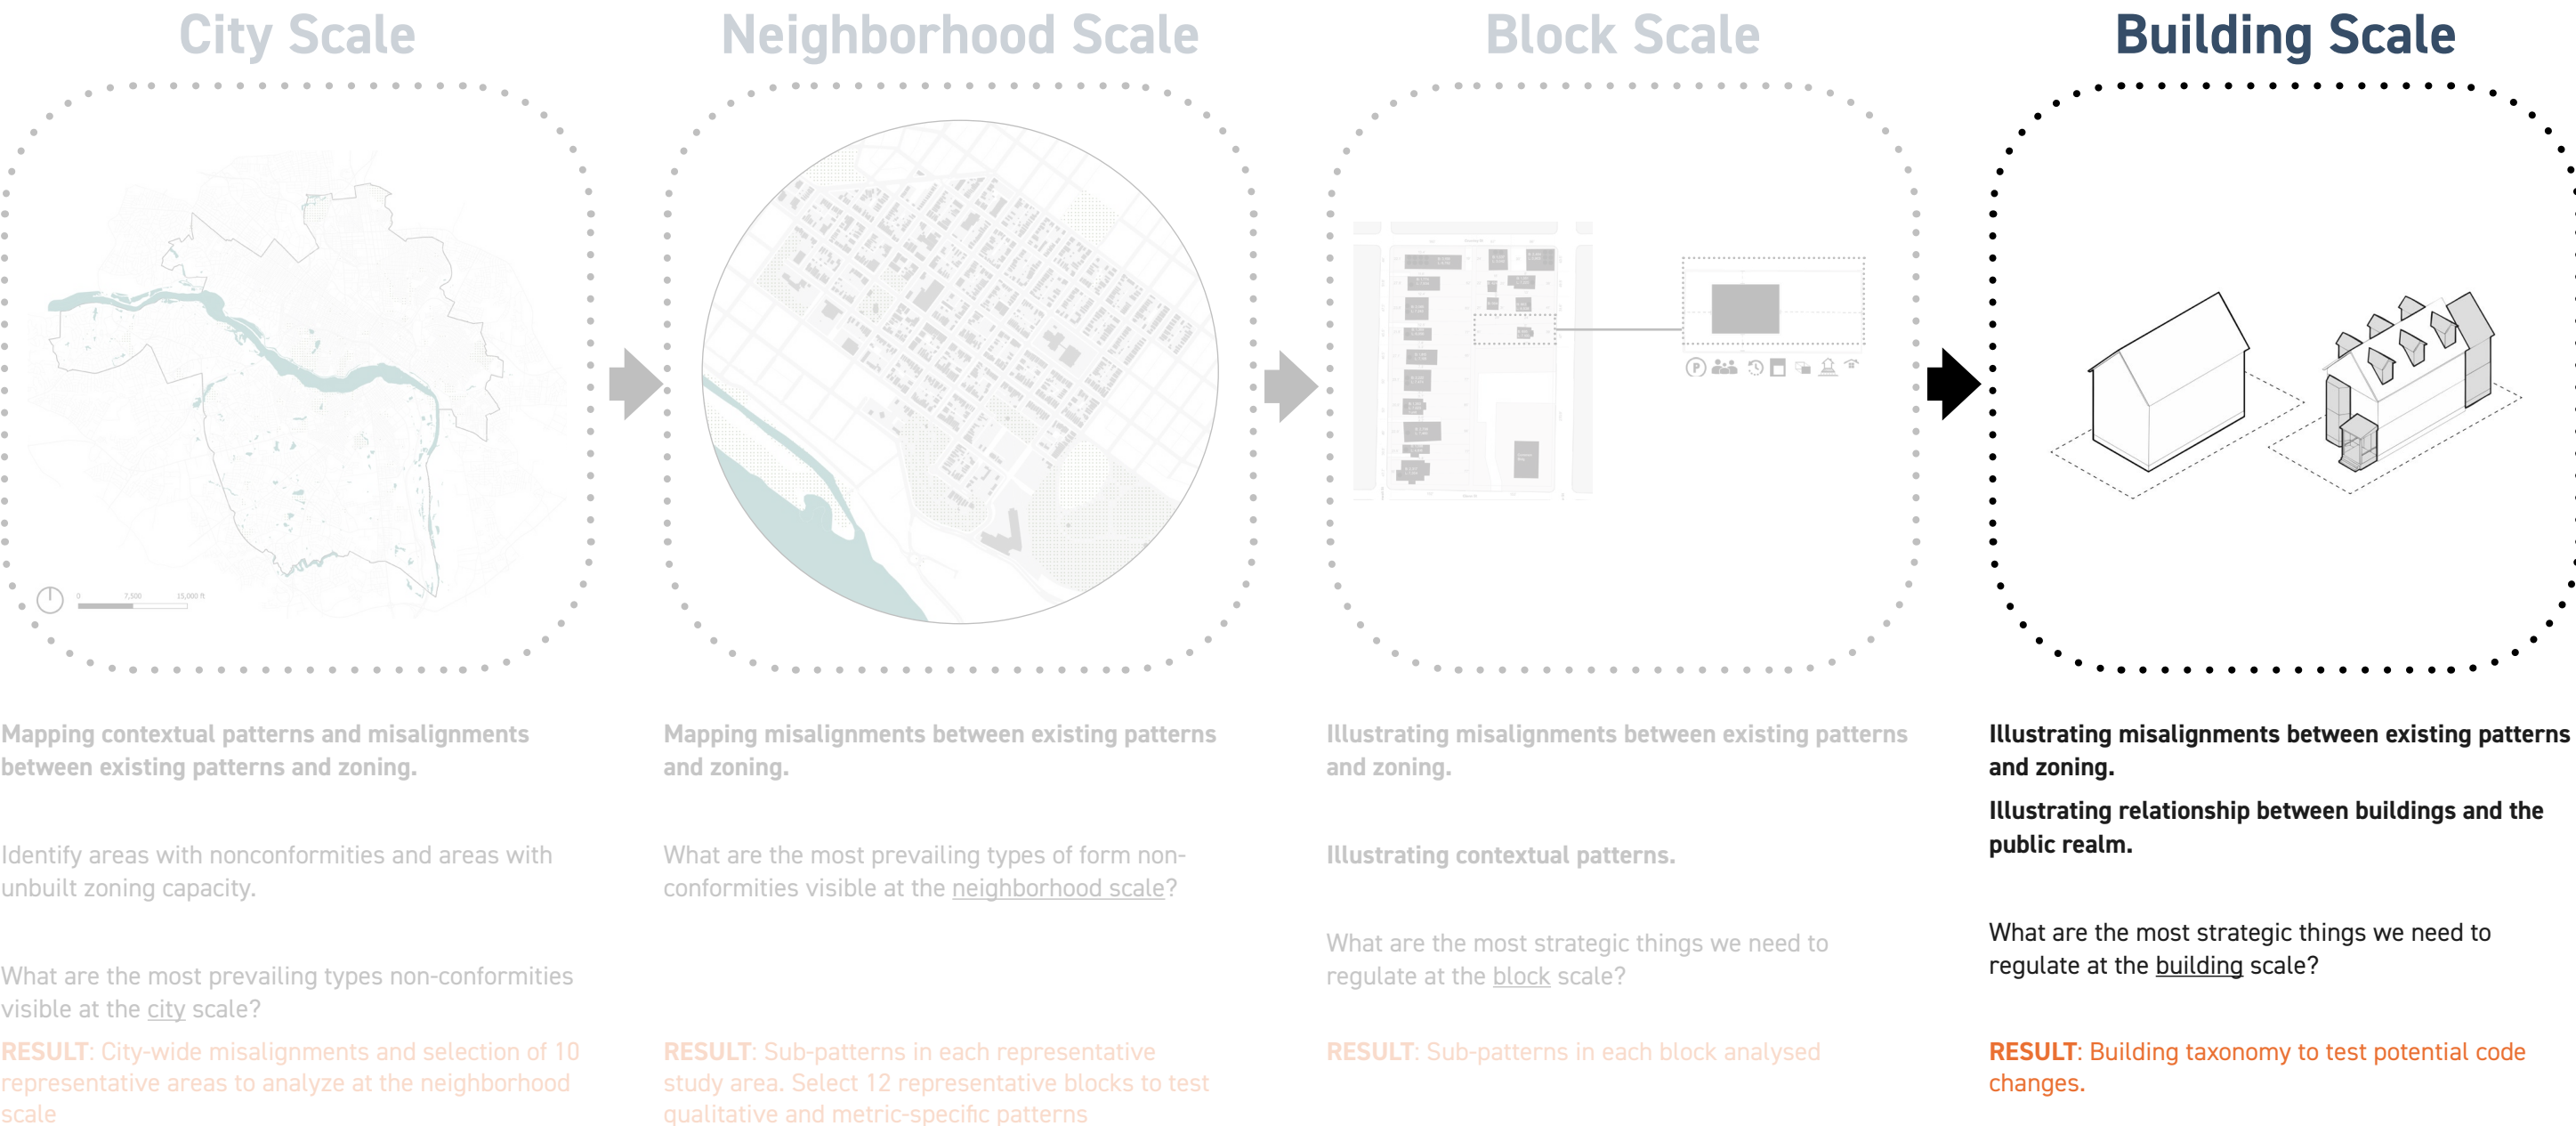 City Scale
Neighborhood Scale
Block Scale
Building Scale
0 7,500 15,000 ft
P
Mapping contextual patterns and misalignments
between existing patterns and zoning.
Identify areas with nonconformities and areas with
unbuilt zoning capacity.
What are the most prevailing types non-conformities
visible at the city scale?
RESULT: City-wide misalignments and selection of 10
representative areas to analyze at the neighborhood
scale
Mapping misalignments between existing patterns
and zoning.
What are the most prevailing types of form non-
conformities visible at the neighborhood scale?
RESULT: Sub-patterns in each representative
study area. Select 12 representative blocks to test
qualitative and metric-specific patterns
Illustrating misalignments between existing patterns
and zoning.
Illustrating contextual patterns.
What are the most strategic things we need to
regulate at the block scale?
RESULT: Sub-patterns in each block analysed
Illustrating misalignments between existing patterns
and zoning.
Illustrating relationship between buildings and the
public realm.
What are the most strategic things we need to
regulate at the building scale?
RESULT: Building taxonomy to test potential code
changes.